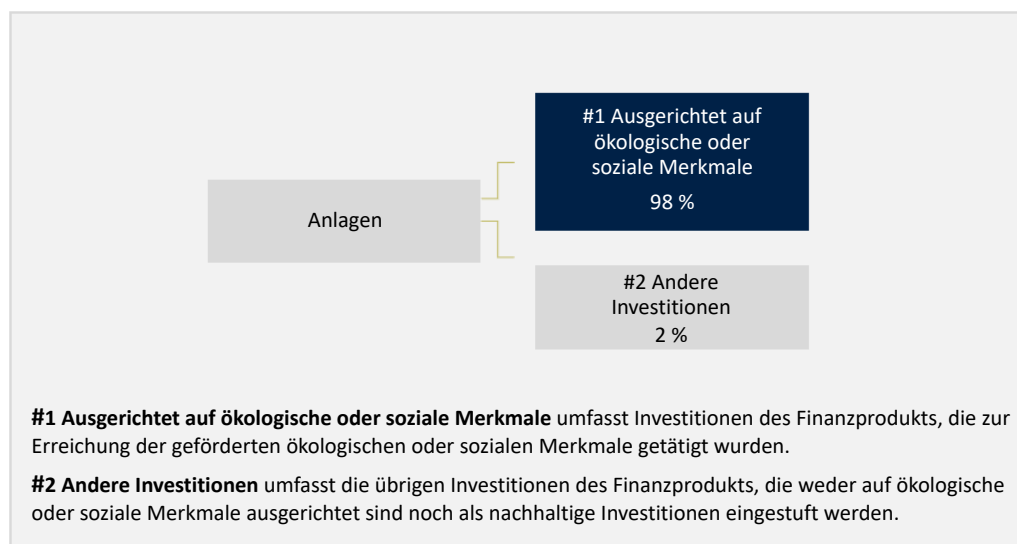 #1 Ausgerichtet auf
ökologische oder
soziale Merkmale
98 %
Anlagen
#2 Andere
Investitionen
2 %
#1 Ausgerichtet auf ökologische oder soziale Merkmale umfasst Investitionen des Finanzprodukts, die zur
Erreichung der geförderten ökologischen oder sozialen Merkmale getätigt wurden.
#2 Andere Investitionen umfasst die übrigen Investitionen des Finanzprodukts, die weder auf ökologische
oder soziale Merkmale ausgerichtet sind noch als nachhaltige Investitionen eingestuft werden.